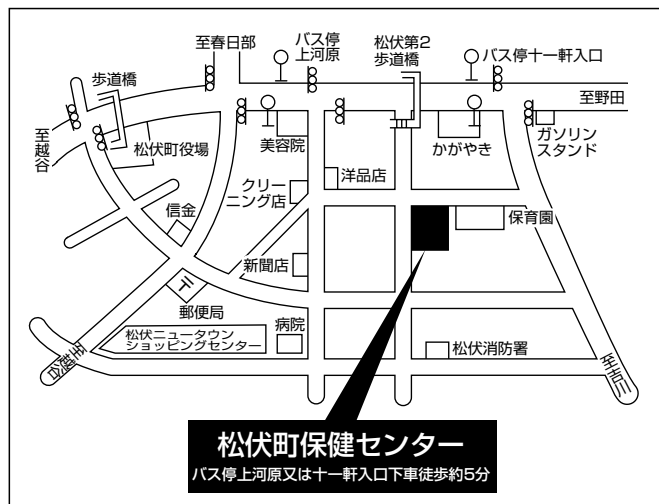 至春日部
バス停
上河原
松伏第2
歩道橋
バス停十一軒入口
歩道橋
至野田
至越谷
松伏町役場
美容院
かがやき
ガソリン
スタンド
クリー
ニング店
洋品店
信金
保育園
新聞店
〒
郵便局
松伏ニュータウン
ショッピングセンター
病院
松伏消防署
至越谷
至吉川
松伏町保健センター
バス停上河原又は十一軒入口下車徒歩約5分